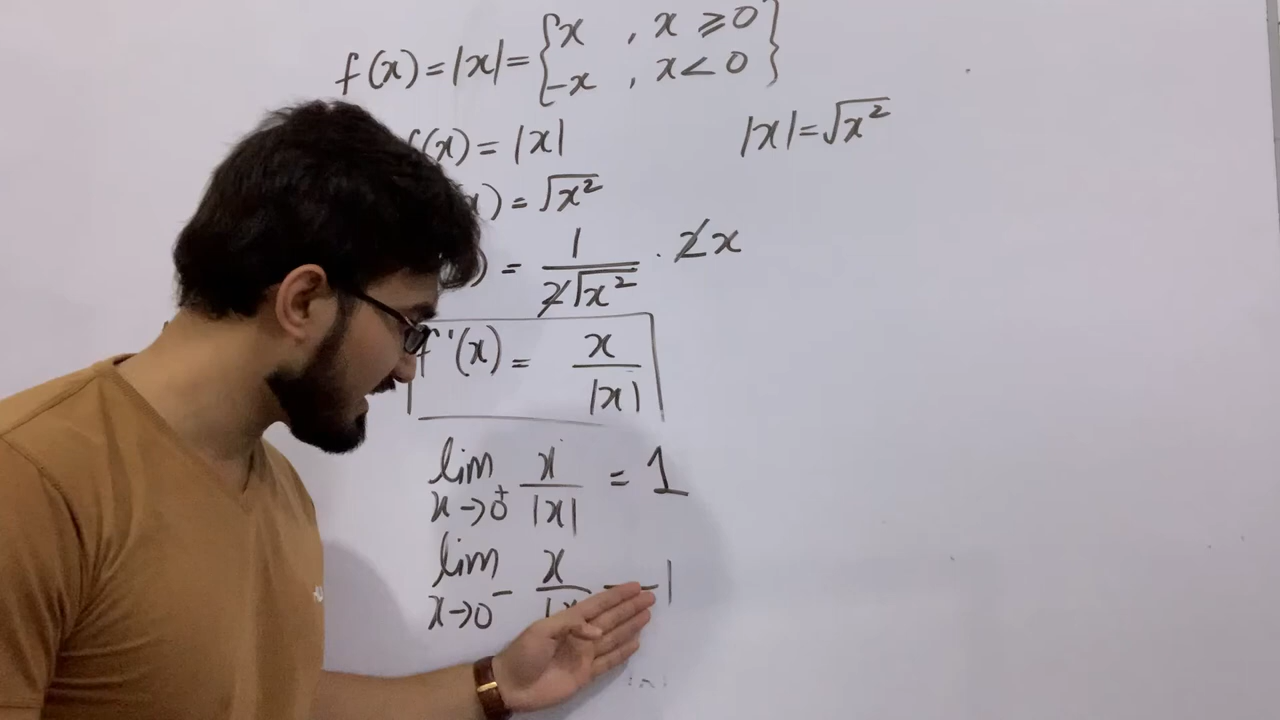 f(x) = |x| = { x , x ⩾ 0
-x , x < 0 }
(x) = |x|
|x| = √x²
) = √x²
) = 1 / 2√x² . 2x
f'(x) = x / |x|
lim x→0⁺ x / |x| = 1
lim x→0⁻ x